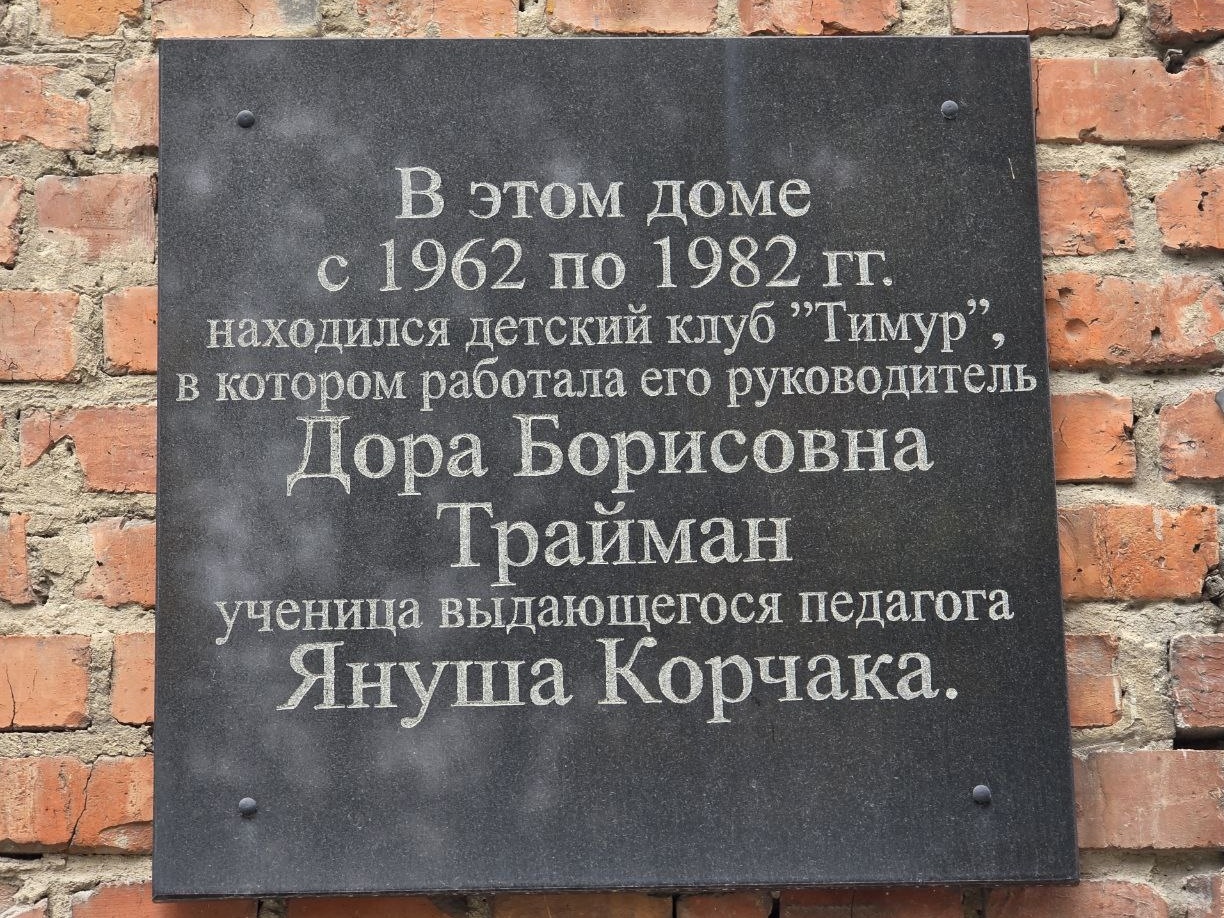 В этом доме
с 1962 по 1982 гг.
находился детский клуб ”Тимур”,
в котором работала его руководитель
Дора Борисовна
Трайман
ученица выдающегося педагога
Януша Корчака.